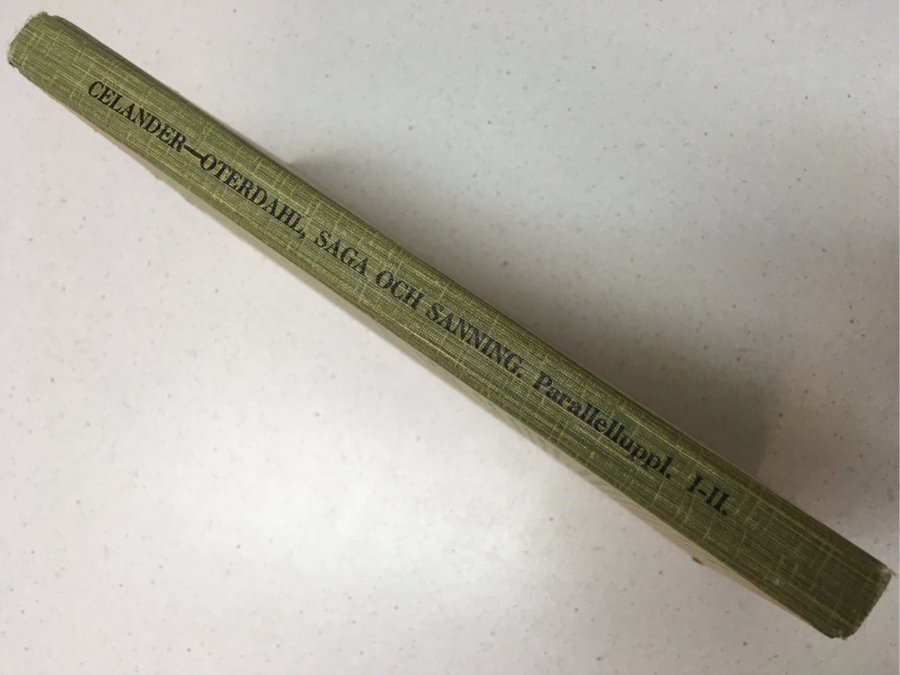 CELANDER—OTERDAHL, SAGA OCH SANNING. Parallelluppl. I-II.